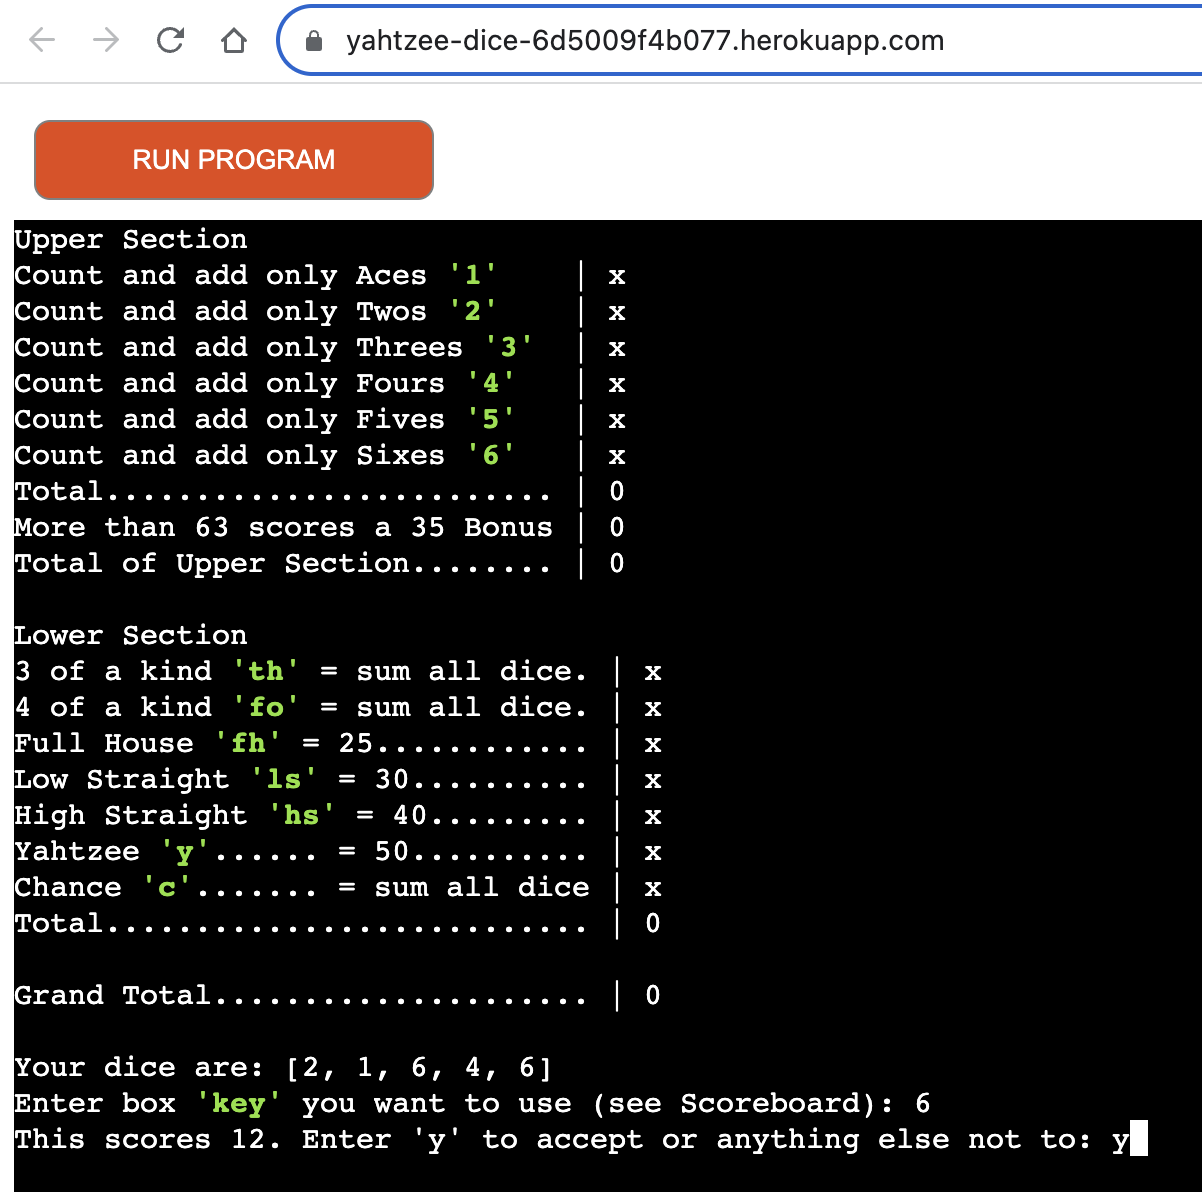 yahtzee-dice-6d5009f4b077.herokuapp.com
RUN PROGRAM
Upper Section
Count and add only Aces '1' | x
Count and add only Twos '2' | x
Count and add only Threes '3' | x
Count and add only Fours '4' | x
Count and add only Fives '5' | x
Count and add only Sixes '6' | x
Total......................... | 0
More than 63 scores a 35 Bonus | 0
Total of Upper Section........ | 0
Lower Section
3 of a kind 'th' = sum all dice. | x
4 of a kind 'fo' = sum all dice. | x
Full House 'fh' = 25............ | x
Low Straight 'ls' = 30.......... | x
High Straight 'hs' = 40......... | x
Yahtzee 'y'...... = 50.......... | x
Chance 'c'....... = sum all dice | x
Total........................... | 0
Grand Total..................... | 0
Your dice are: [2, 1, 6, 4, 6]
Enter box 'key' you want to use (see Scoreboard): 6
This scores 12. Enter 'y' to accept or anything else not to: y